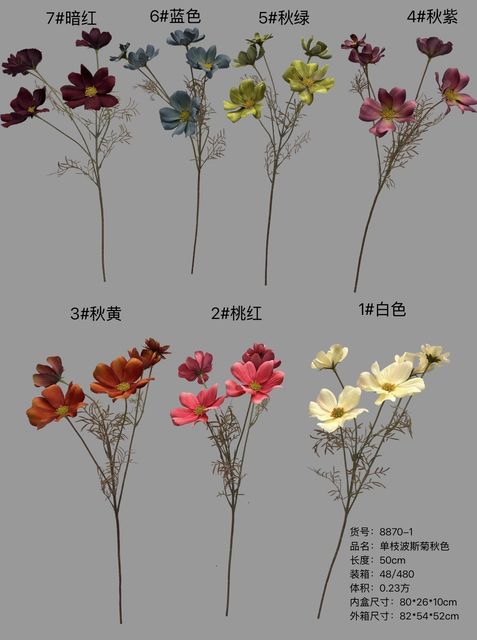 7#暗红
6#蓝色
5#秋绿
4#秋紫
3#秋黄
2#桃红
1#白色
货号：8870-1
品名：单枝波斯菊秋色
长度：50cm
装箱：48/480
体积：0.23方
内盒尺寸：80*26*10cm
外箱尺寸：82*54*52cm